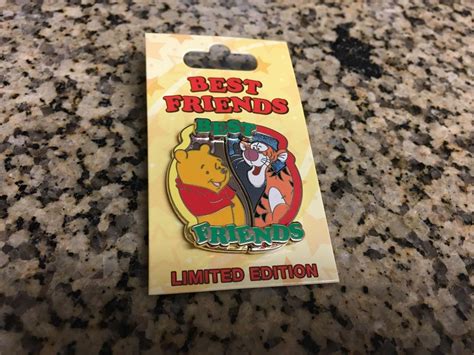 BEST
FRIENDS
BEST
FRIENDS
LIMITED EDITION